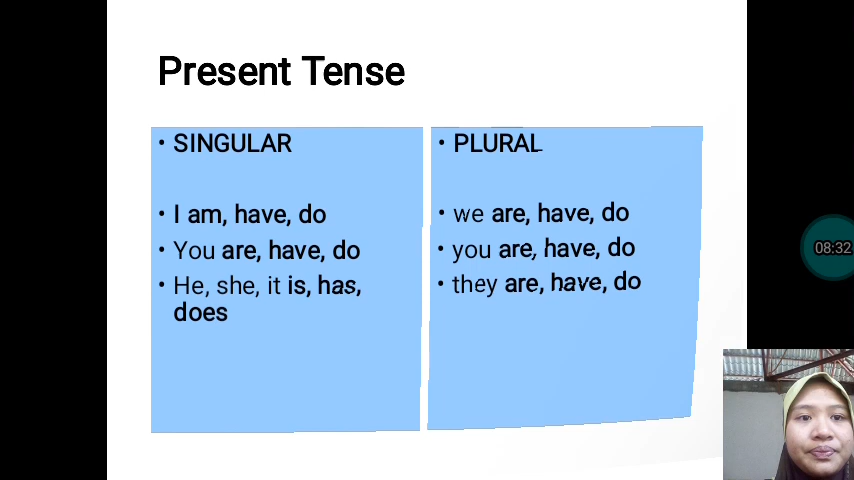 Present Tense
• SINGULAR
• I am, have, do
• You are, have, do
• He, she, it is, has,
does
• PLURAL
• we are, have, do
• you are, have, do
• they are, have, do
08:32